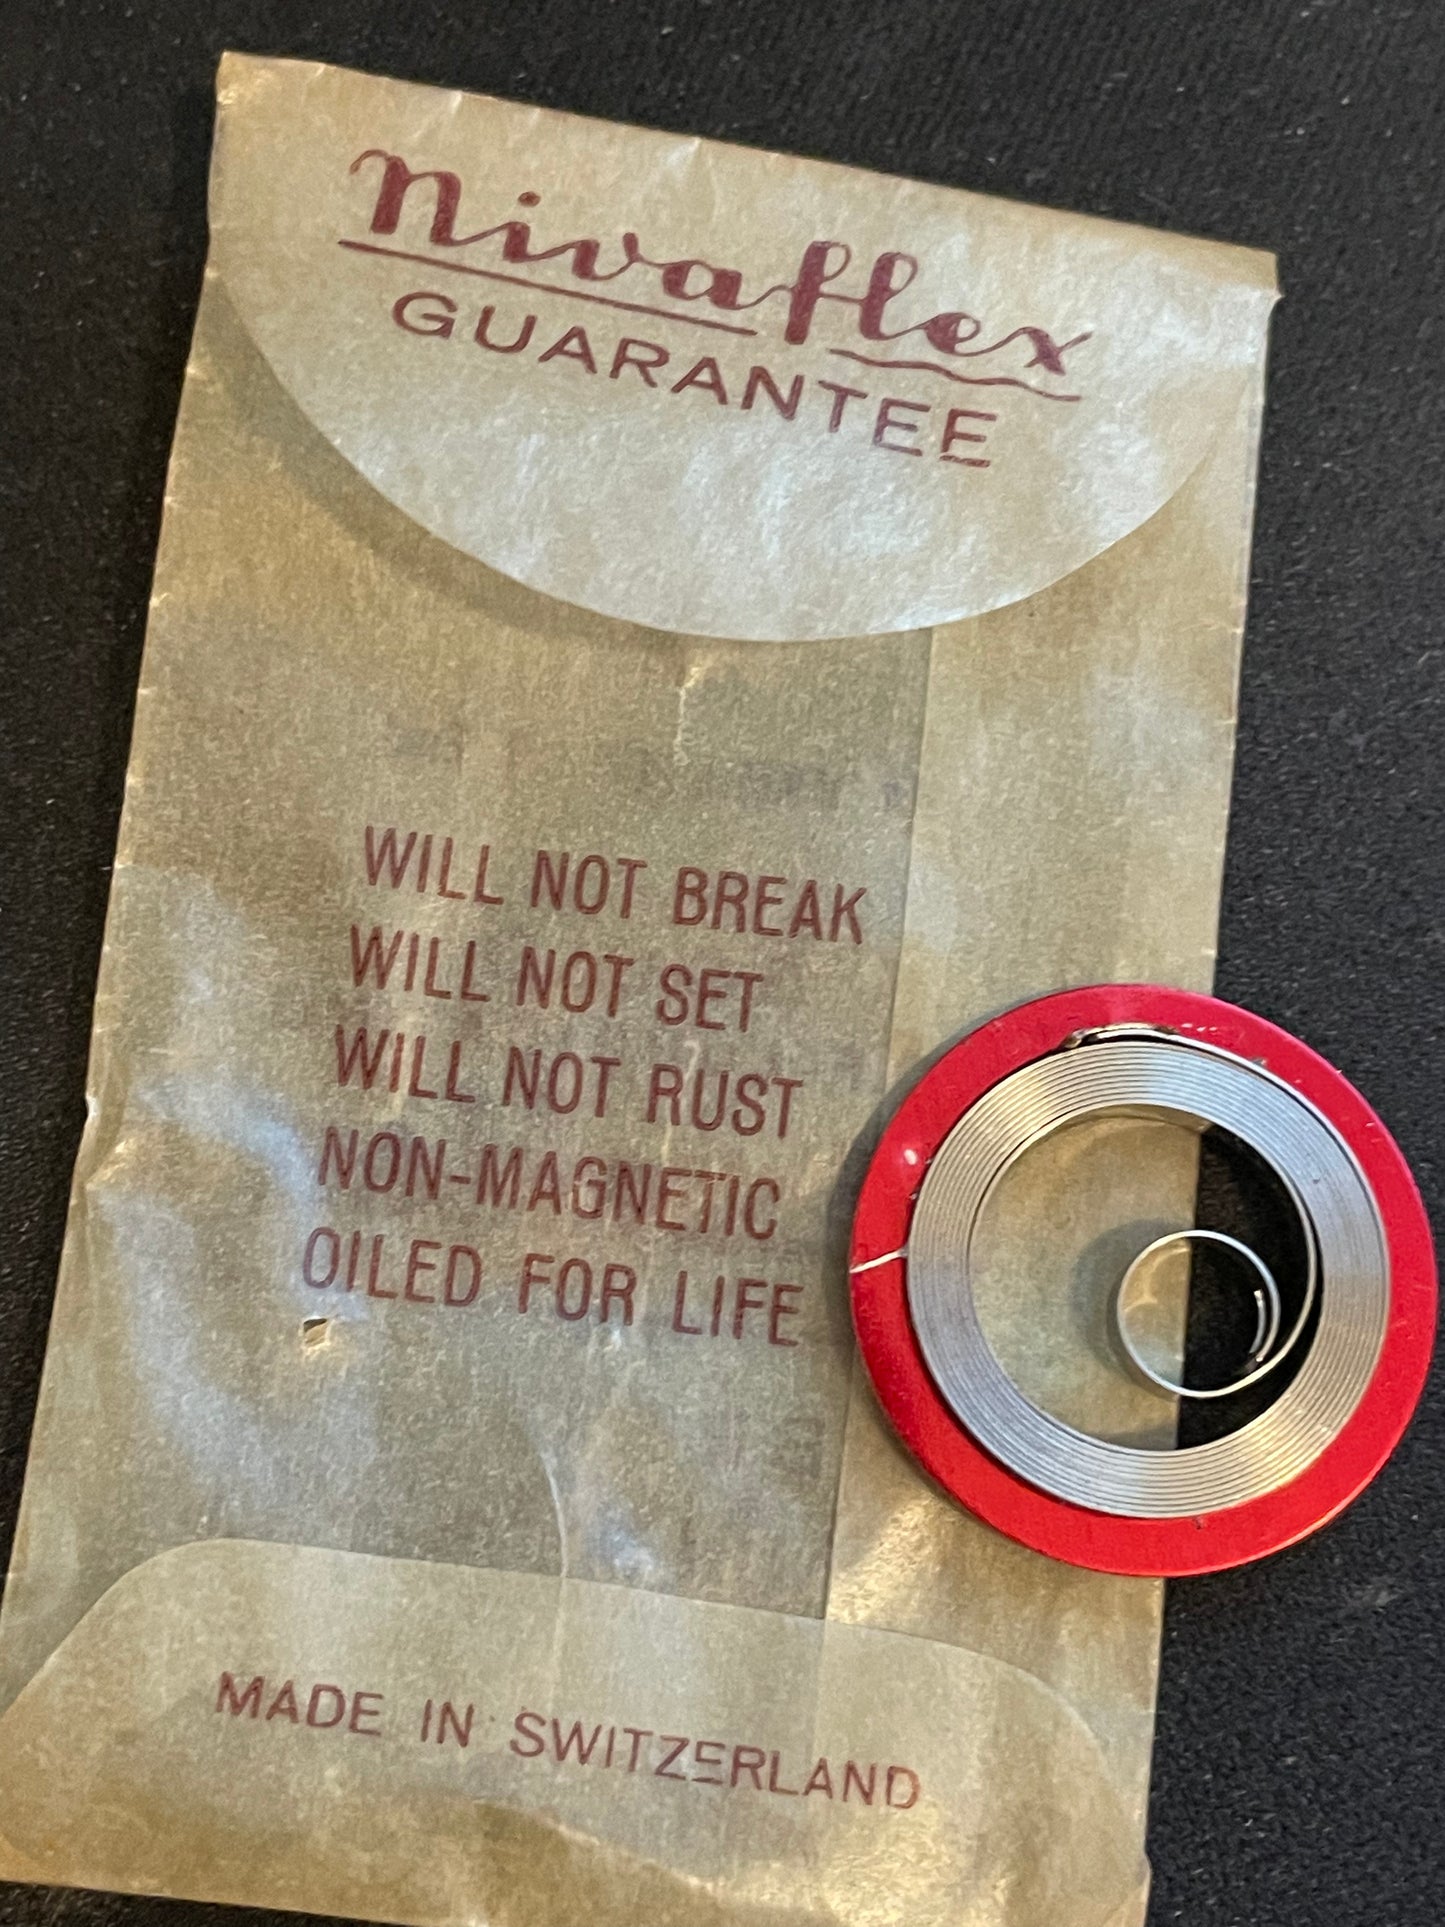 nivaflex
GUARANTEE
WILL NOT BREAK
WILL NOT SET
WILL NOT RUST
NON-MAGNETIC
OILED FOR LIFE
MADE IN SWITZERLAND